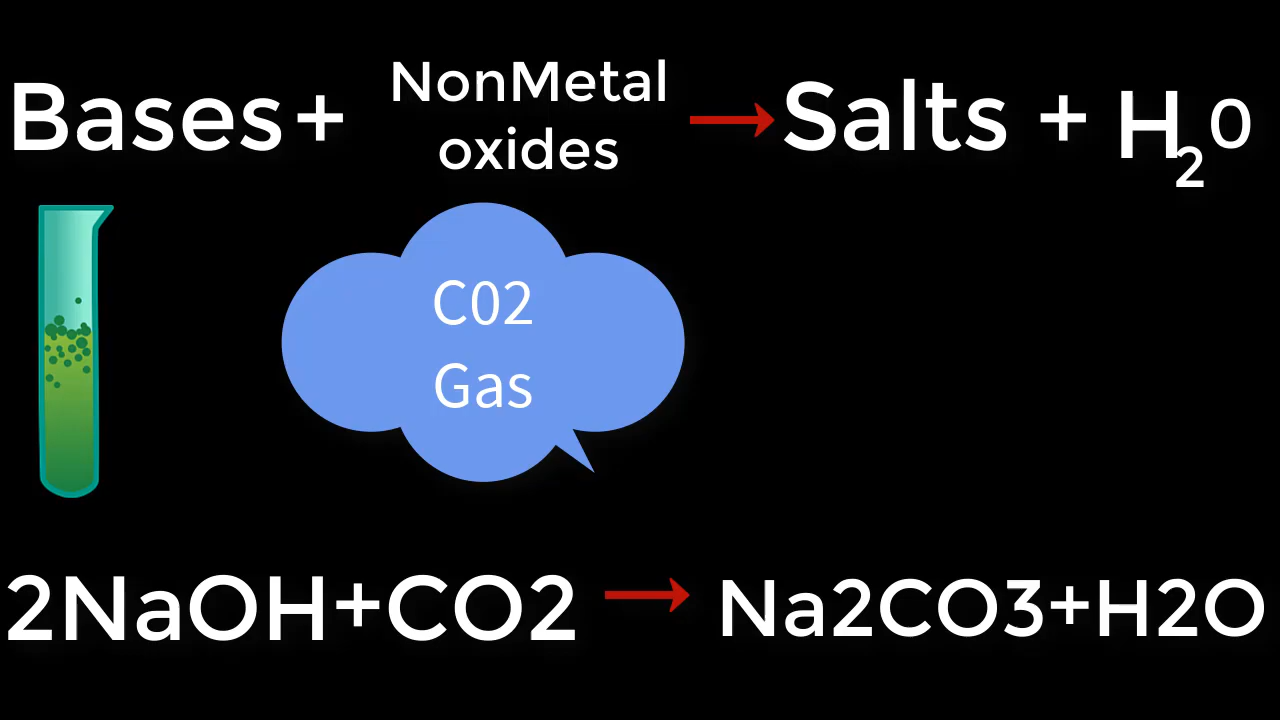 Bases + NonMetal oxides → Salts + H20
C02
Gas
2NaOH+CO2 → Na2CO3+H2O